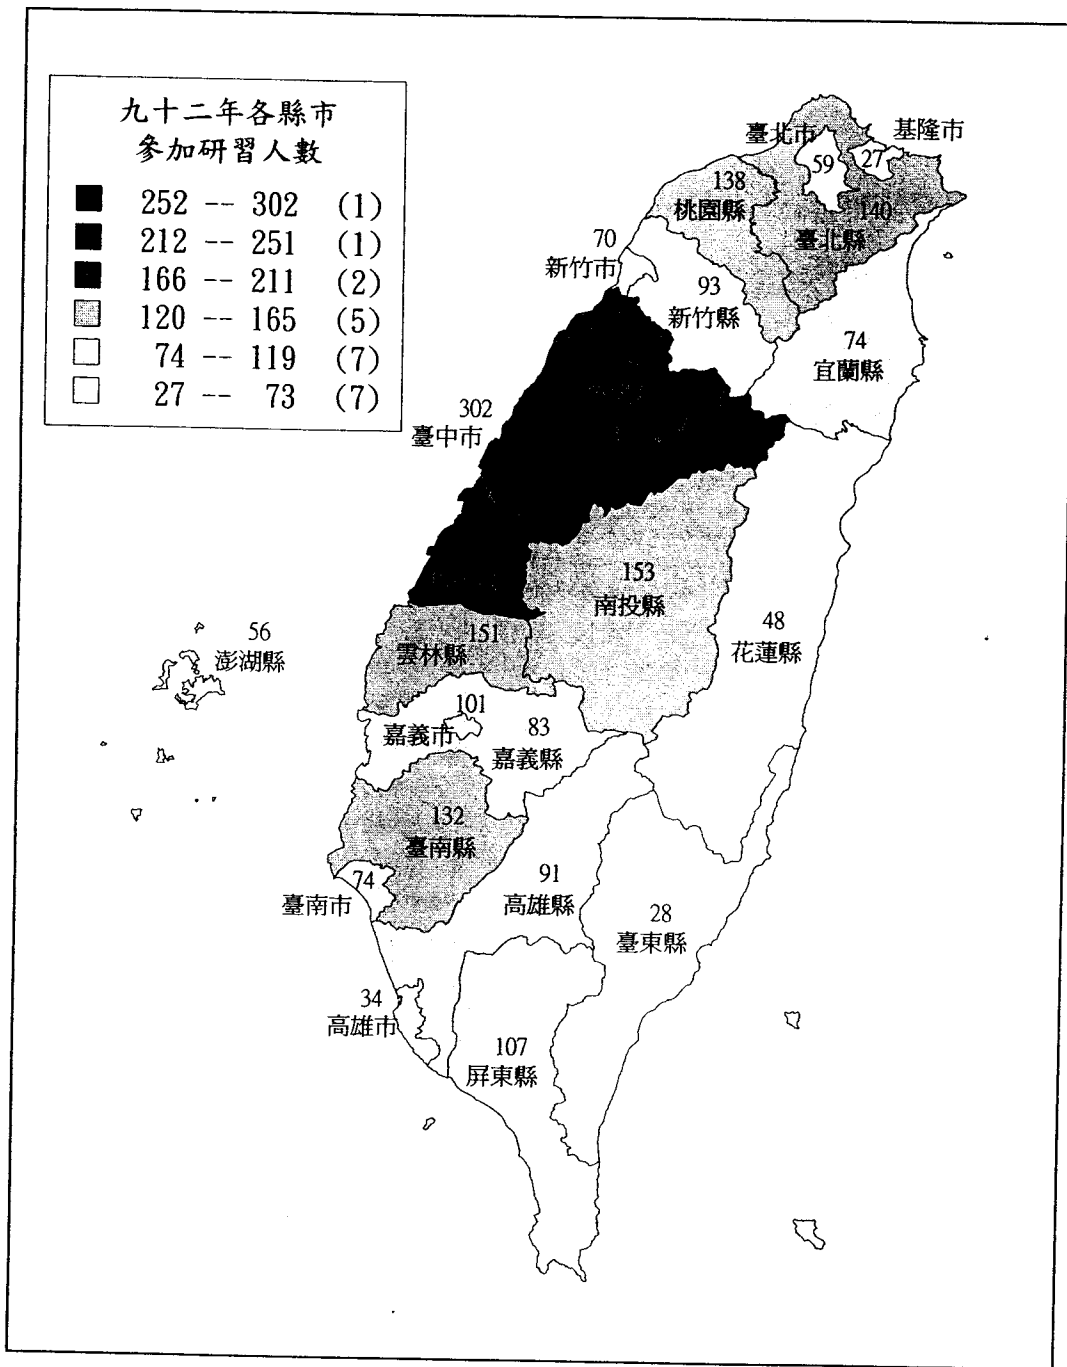 九十二年各縣市
參加研習人數
252 -- 302 (1)
212 -- 251 (1)
166 -- 211 (2)
120 -- 165 (5)
74 -- 119 (7)
27 -- 73 (7)
臺北市
59
基隆市
27
138
桃園縣
140
臺北縣
70
新竹市
93
新竹縣
74
宜蘭縣
302
臺中市
153
南投縣
48
花蓮縣
56
澎湖縣
151
雲林縣
101
嘉義市
83
嘉義縣
132
臺南縣
74
臺南市
91
高雄縣
28
臺東縣
34
高雄市
107
屏東縣